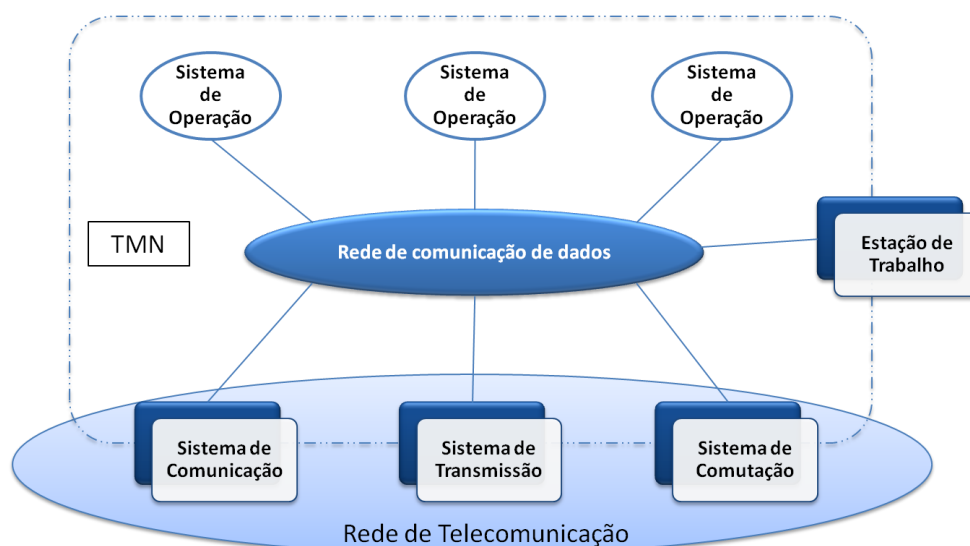 Sistema
de
Operação
Sistema
de
Operação
Sistema
de
Operação
TMN
Rede de comunicação de dados
Estação de
Trabalho
Sistema de
Comunicação
Sistema de
Transmissão
Sistema de
Comutação
Rede de Telecomunicação